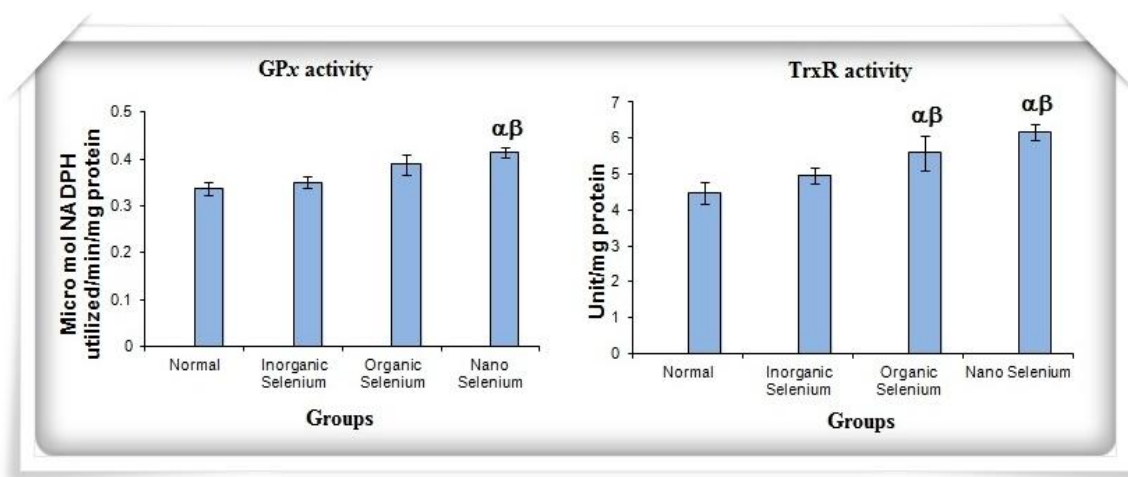 GPx activity
Micro mol NADPH
utilized/min/mg protein
0.5
0.4
0.3
0.2
0.1
0
αβ
Normal
Inorganic
Selenium
Organic
Selenium
Nano
Selenium
Groups
TrxR activity
Unit/mg protein
7
6
5
4
3
2
1
0
αβ
αβ
Normal
Inorganic
Selenium
Organic
Selenium
Nano Selenium
Groups